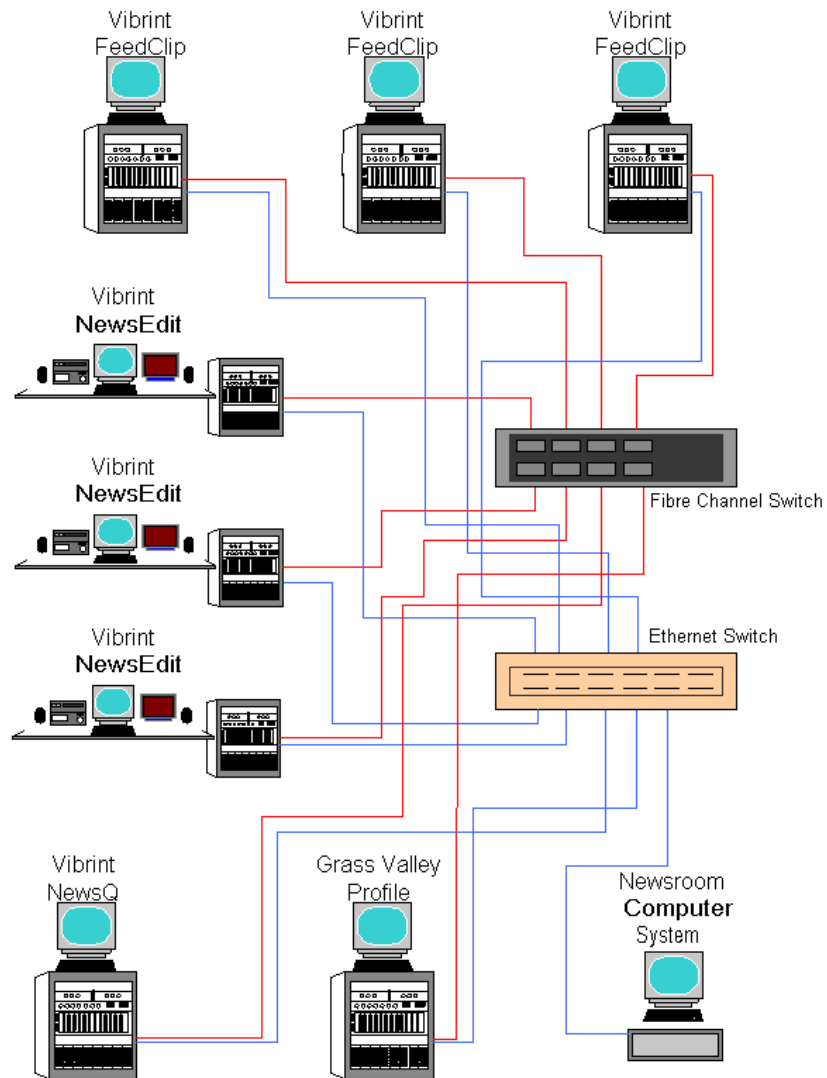 Vibrint
FeedClip
Vibrint
FeedClip
Vibrint
FeedClip
Vibrint
NewsEdit
Vibrint
NewsEdit
Fibre Channel Switch
Vibrint
NewsEdit
Ethernet Switch
Vibrint
NewsQ
Grass Valley
Profile
Newsroom
Computer
System